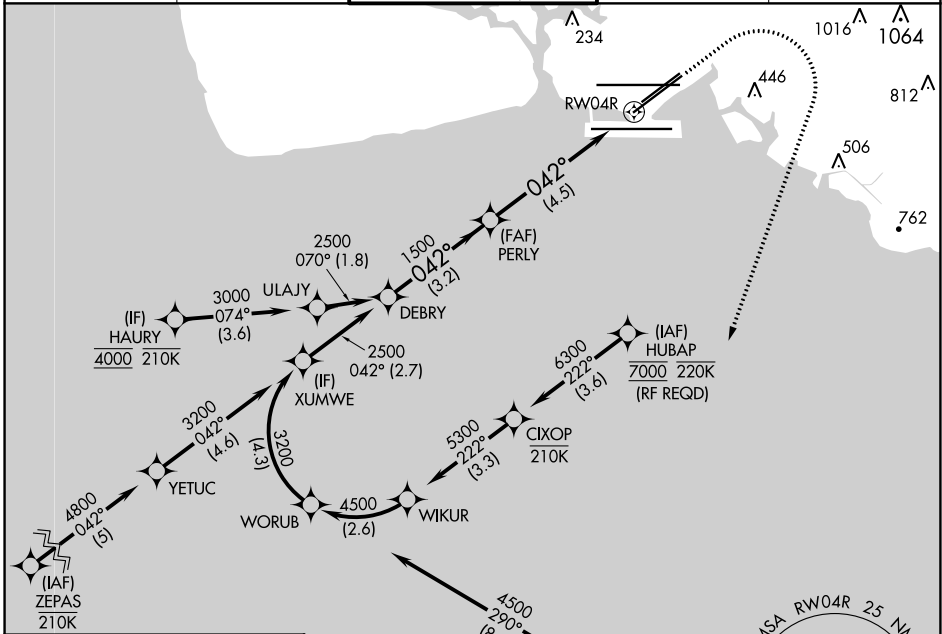 234
1016
1064
812
446
RW04R
506
762
042°
(4.5)
(FAF)
PERLY
1500
042°
(3.2)
2500
070° (1.8)
ULAJY
DEBRY
3000
074°
(3.6)
(IF)
HAURY
4000 210K
2500
042° (2.7)
(IF)
XUMWE
(IAF)
HUBAP
7000 220K
(RF REQD)
6300
222°
(3.6)
CIXOP
210K
5300
222°
(3.3)
3200
042°
(4.6)
3200
(4.3)
YETUC
WORUB
4500
(2.6)
WIKUR
4800
042°
(5)
(IAF)
ZEPAS
210K
4500
290°
MSA RW04R 25 NM